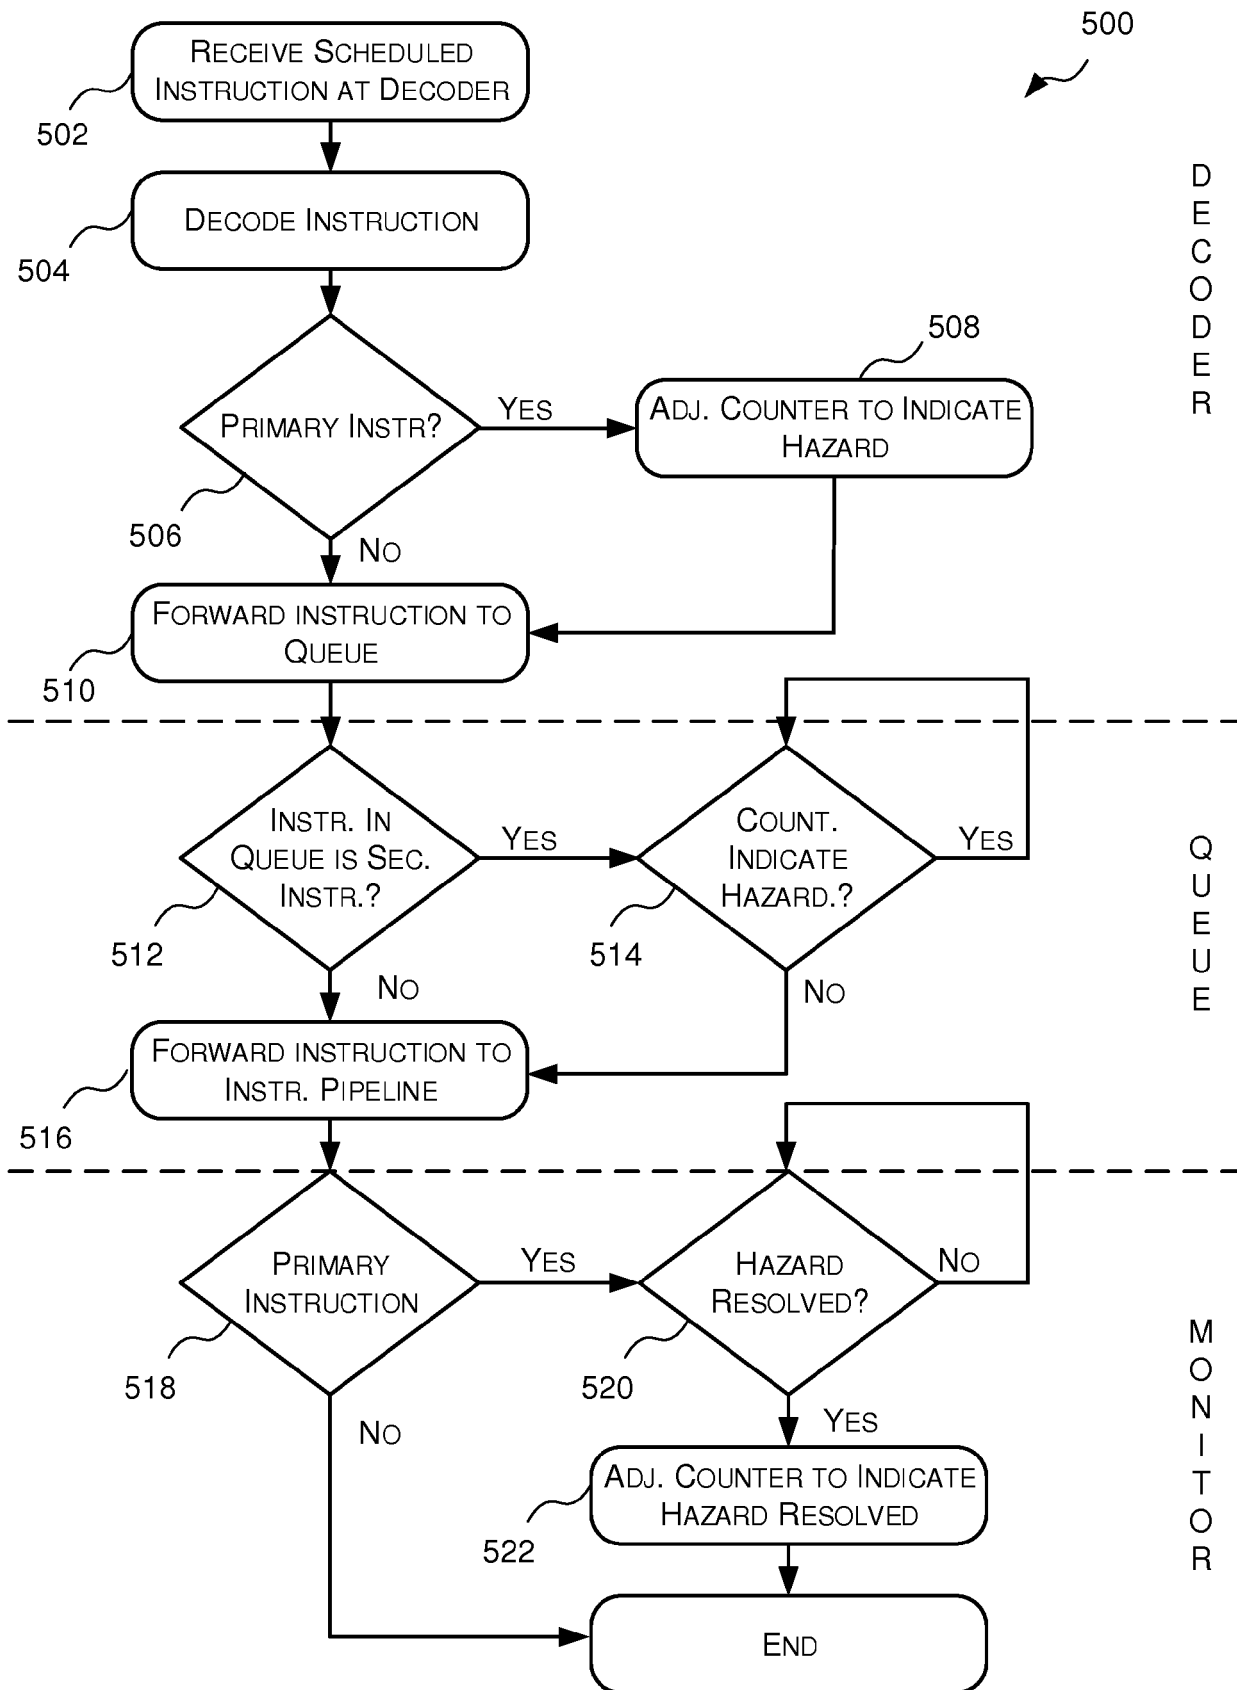 500
RECEIVE SCHEDULED
INSTRUCTION AT DECODER
502
DECODE INSTRUCTION
504
DECODER
508
PRIMARY INSTR?
YES
ADJ. COUNTER TO INDICATE
HAZARD
506
NO
FORWARD INSTRUCTION TO
QUEUE
510
INSTR. IN
QUEUE IS SEC.
INSTR.?
YES
COUNT.
INDICATE
HAZARD.?
YES
QUEUE
512
514
NO
NO
FORWARD INSTRUCTION TO
INSTR. PIPELINE
516
PRIMARY
INSTRUCTION
YES
HAZARD
RESOLVED?
NO
518
520
MONITOR
NO
YES
ADJ. COUNTER TO INDICATE
HAZARD RESOLVED
522
END